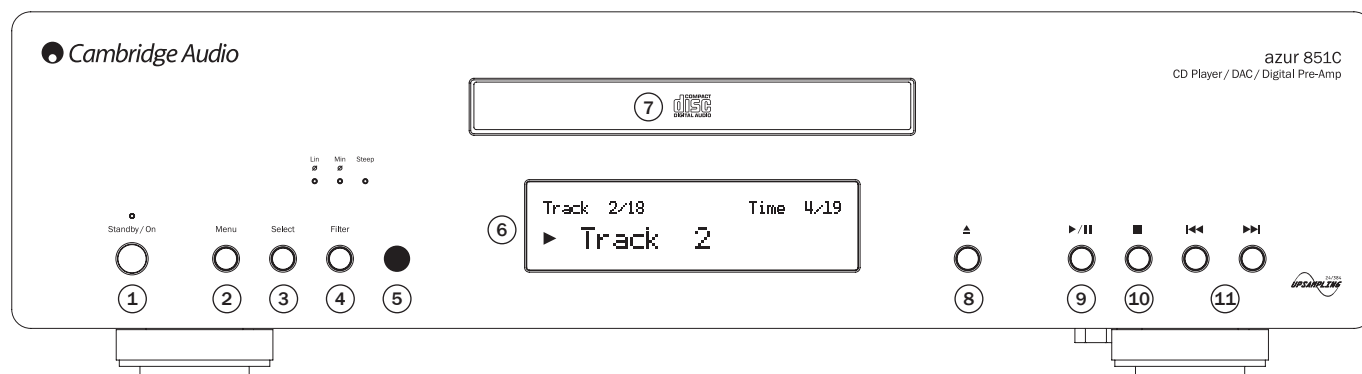 Cambridge Audio
azur 851C
CD Player / DAC / Digital Pre-Amp
7
COMPACT
disc
DIGITAL AUDIO
Lin Min Steep
ø ø
Track 2/18 Time 4/19
6
▶ Track 2
Standby / On Menu Select Filter
▲ ▶/❚❚ ■ |◀◀ ▶▶|
24/384
UPSAMPLING
1 2 3 4 5 8 9 10 11